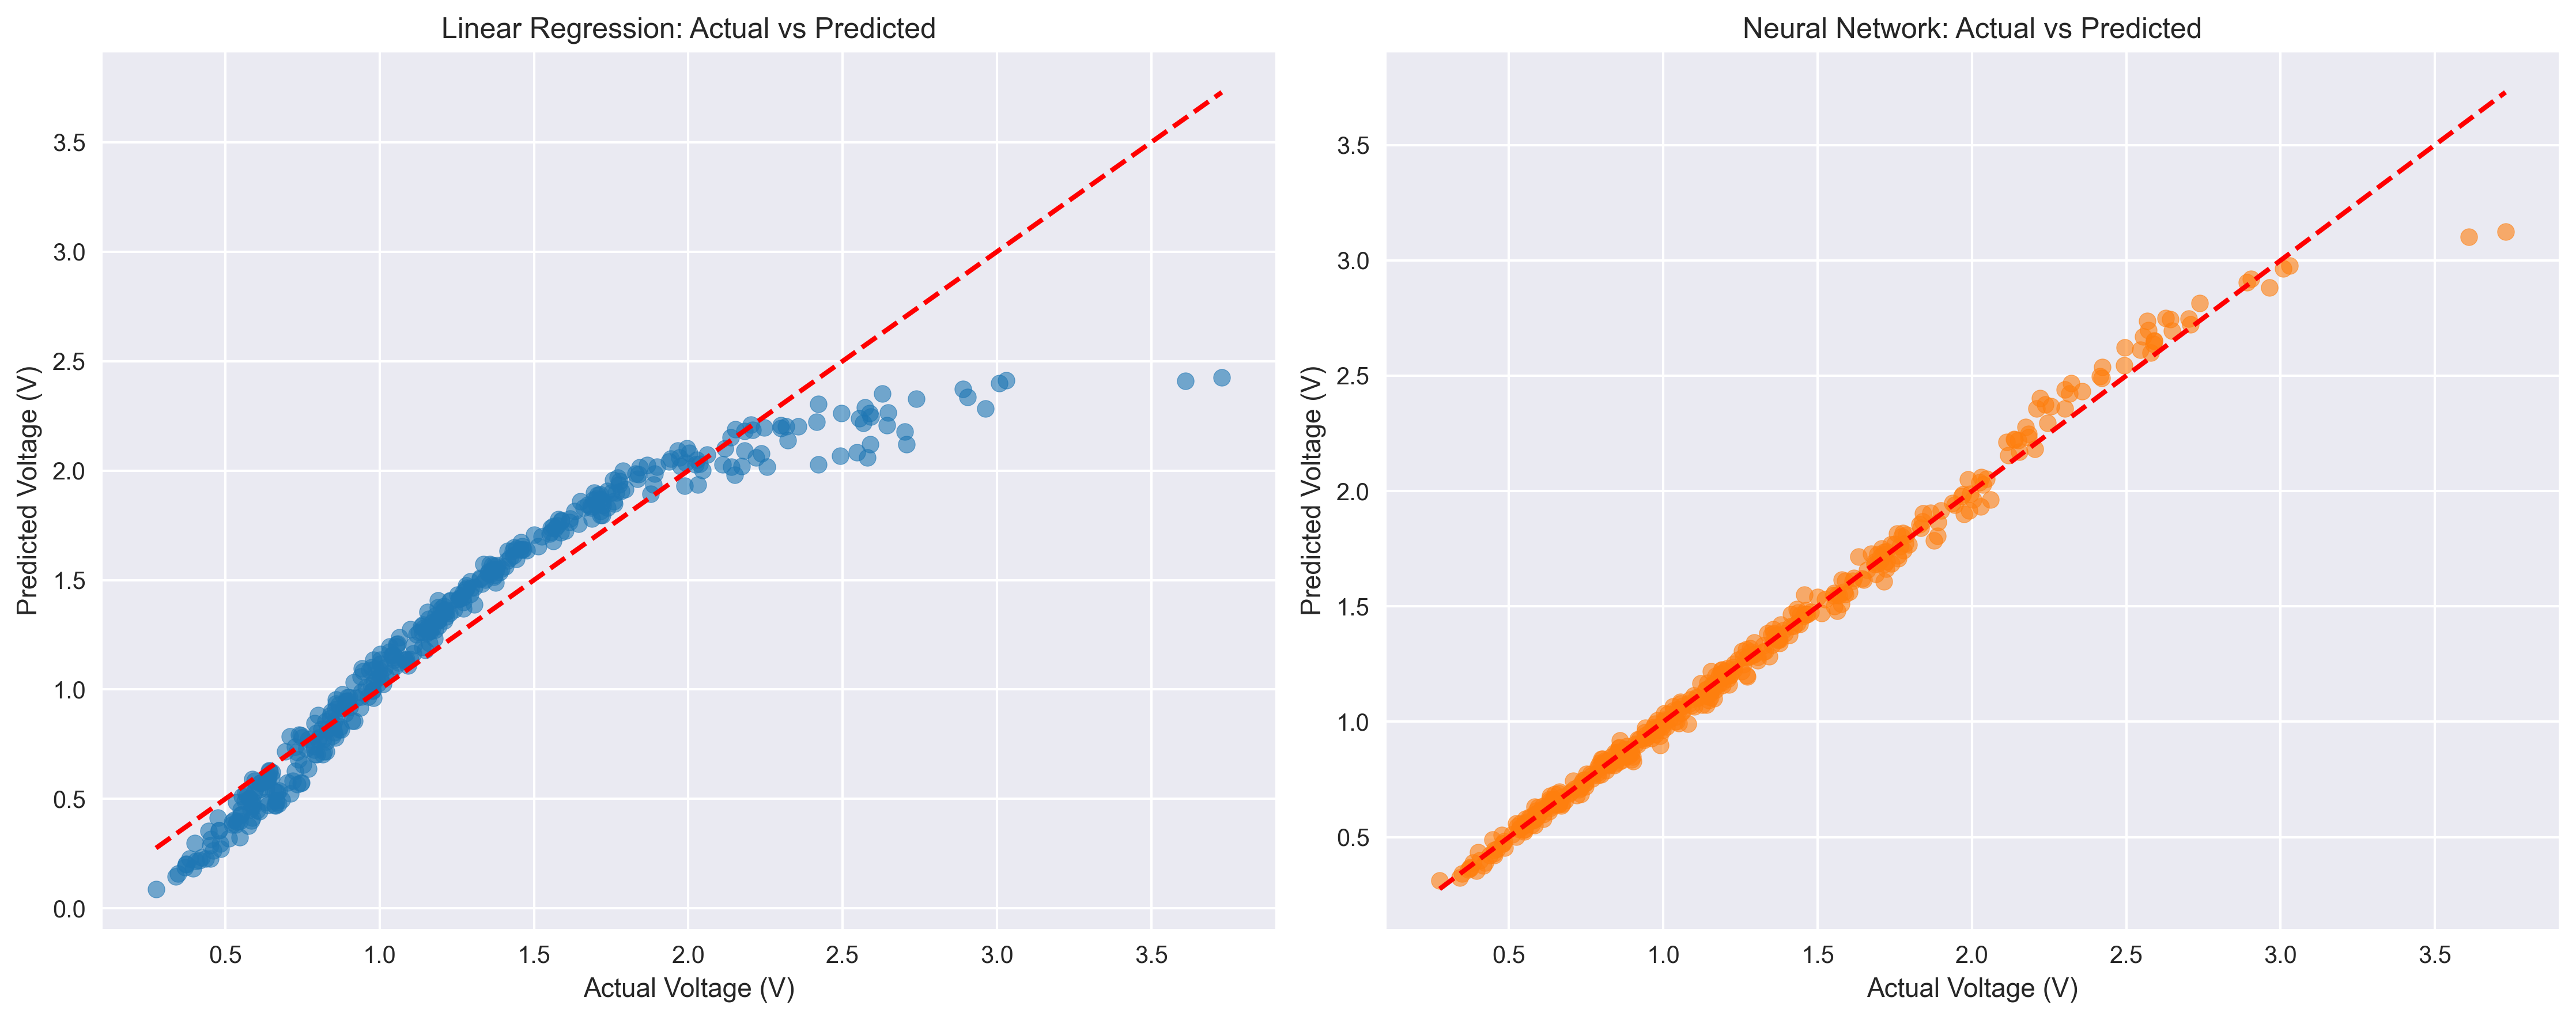 Linear Regression: Actual vs Predicted
Predicted Voltage (V)
3.5
3.0
2.5
2.0
1.5
1.0
0.5
0.0
0.5 1.0 1.5 2.0 2.5 3.0 3.5
Actual Voltage (V)
Neural Network: Actual vs Predicted
Predicted Voltage (V)
3.5
3.0
2.5
2.0
1.5
1.0
0.5
0.5 1.0 1.5 2.0 2.5 3.0 3.5
Actual Voltage (V)